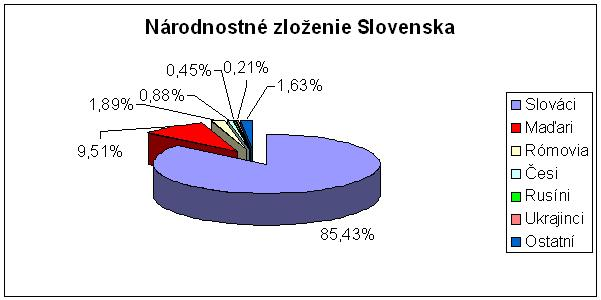 Národnostné zloženie Slovenska
0,45%
0,21%
0,88%
1,63%
1,89%
9,51%
85,43%
Slováci
Maďari
Rómovia
Česi
Rusíni
Ukrajinci
Ostatní